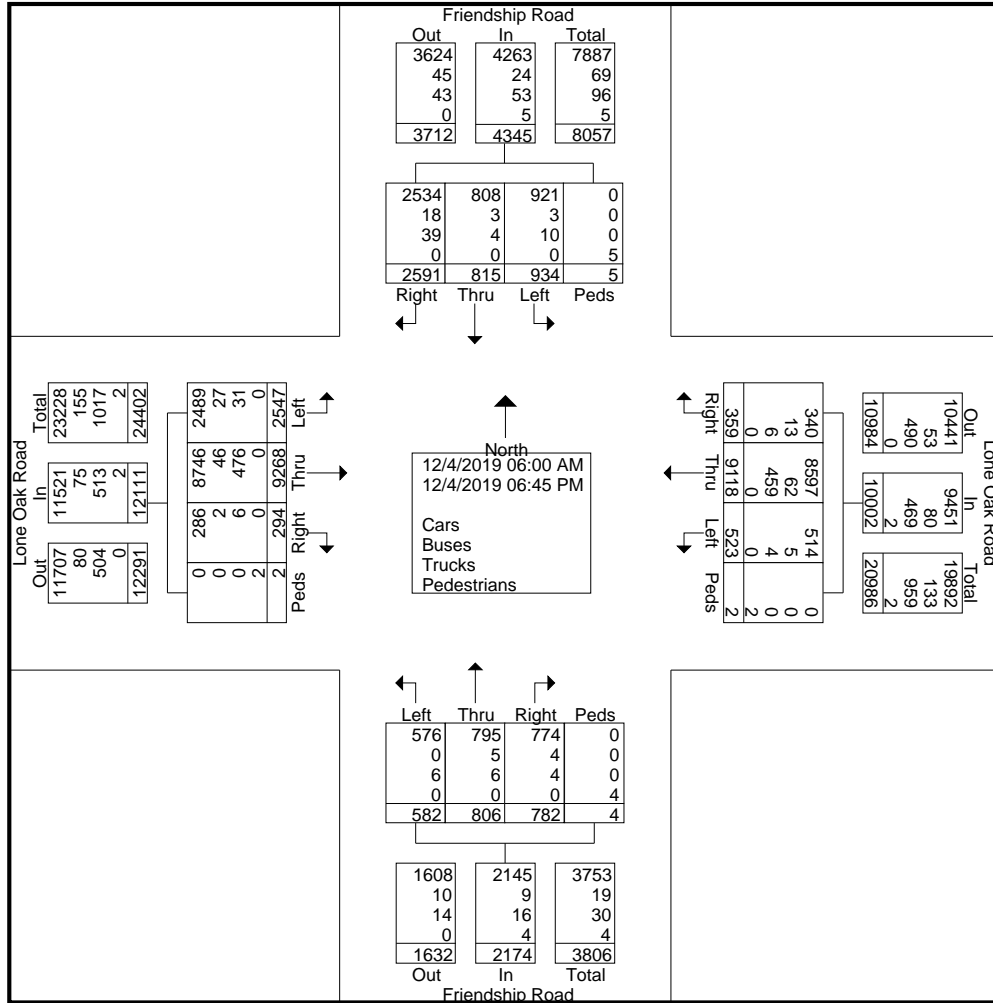 Friendship Road
Out In Total
3624 4263 7887
45 24 69
43 53 96
0 5 5
3712 4345 8057
2534 808 921 0
18 3 3 0
39 4 10 0
0 0 0 5
2591 815 934 5
Right Thru Left Peds
Lone Oak Road
Total In Out
23228 11521 11707
155 75 80
1017 513 504
2 2 0
24402 12111 12291
Left Thru Right Peds
2489 8746 286 0
27 46 2 0
31 476 6 0
0 0 0 2
2547 9268 294 2
North
12/4/2019 06:00 AM
12/4/2019 06:45 PM
Cars
Buses
Trucks
Pedestrians
Right Thru Left Peds
340 8597 514 0
13 62 5 0
6 459 4 0
0 0 0 2
359 9118 523 2
Lone Oak Road
Out In Total
10441 9451 19892
53 80 133
490 469 959
0 2 2
10984 10002 20986
Left Thru Right Peds
576 795 774 0
0 5 4 0
6 6 4 0
0 0 0 4
582 806 782 4
1608 2145 3753
10 9 19
14 16 30
0 4 4
1632 2174 3806
Out In Total
Friendship Road